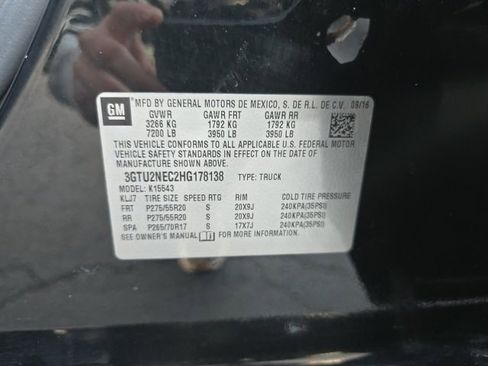 GM
MFD BY GENERAL MOTORS DE MEXICO, S. DE R.L. DE C.V. 09/16
GVWR GAWR FRT GAWR RR
3266 KG 1792 KG 1792 KG
7200 LB 3950 LB 3950 LB
THIS VEHICLE CONFORMS TO ALL APPLICABLE U.S. FEDERAL MOTOR
VEHICLE SAFETY STANDARDS IN EFFECT ON THE DATE OF
MANUFACTURE SHOWN ABOVE.
3GTU2NEC2HG178138 TYPE: TRUCK
MODEL: K15543
KLJ7 TIRE SIZE SPEED RTG RIM COLD TIRE PRESSURE
FRT P275/55R20 S 20X9J 240KPA(35PSI)
RR P275/55R20 S 20X9J 240KPA(35PSI)
SPA P265/70R17 S 17X7J 240KPA(35PSI)
SEE OWNER'S MANUAL FOR MORE INFORMATION.